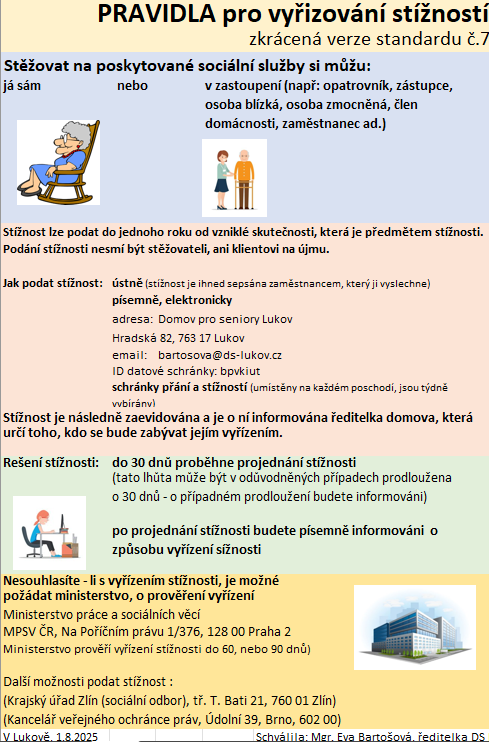 PRAVIDLA pro vyřizování stížností
zkrácená verze standardu č.7
Stěžovat na poskytované sociální služby si můžu:
já sám nebo v zastoupení (např: opatrovník, zástupce,
osoba blízká, osoba zmocněná, člen
domácnosti, zaměstnanec ad.)
Stížnost lze podat do jednoho roku od vzniklé skutečnosti, která je předmětem stížnosti.
Podání stížnosti nesmí být stěžovateli, ani klientovi na újmu.
Jak podat stížnost: ústně (stížnost je ihned sepsána zaměstnancem, který ji vyslechne)
písemně, elektronicky
adresa: Domov pro seniory Lukov
Hradská 82, 763 17 Lukov
email: bartosova@ds-lukov.cz
ID datové schránky: bpvkiut
schránky přání a stížností (umístěny na každém poschodí, jsou týdně
vybírány)
Stížnost je následně zaevidována a je o ní informována ředitelka domova, která
určí toho, kdo se bude zabývat jejím vyřízením.
Rešení stížnosti: do 30 dnů proběhne projednání stížnosti
(tato lhůta může být v odůvodněných případech prodloužena
o 30 dnů - o případném prodloužení budete informováni)
po projednání stížnosti budete písemně informováni o
způsobu vyřízení sížnosti
Nesouhlasíte - li s vyřízením stížnosti, je možné
požádat ministerstvo, o prověření vyřízení
Ministerstvo práce a sociálních věcí
MPSV ČR, Na Poříčním právu 1/376, 128 00 Praha 2
Ministerstvo prověří vyřízení stížnosti do 60, nebo 90 dnů)
Další možnosti podat stížnost :
(Krajský úřad Zlín (sociální odbor), tř. T. Bati 21, 760 01 Zlín)
(Kancelář veřejného ochránce práv, Údolní 39, Brno, 602 00)
V Lukově, 1.8.2025 Schválila: Mgr. Eva Bartošová, ředitelka DS